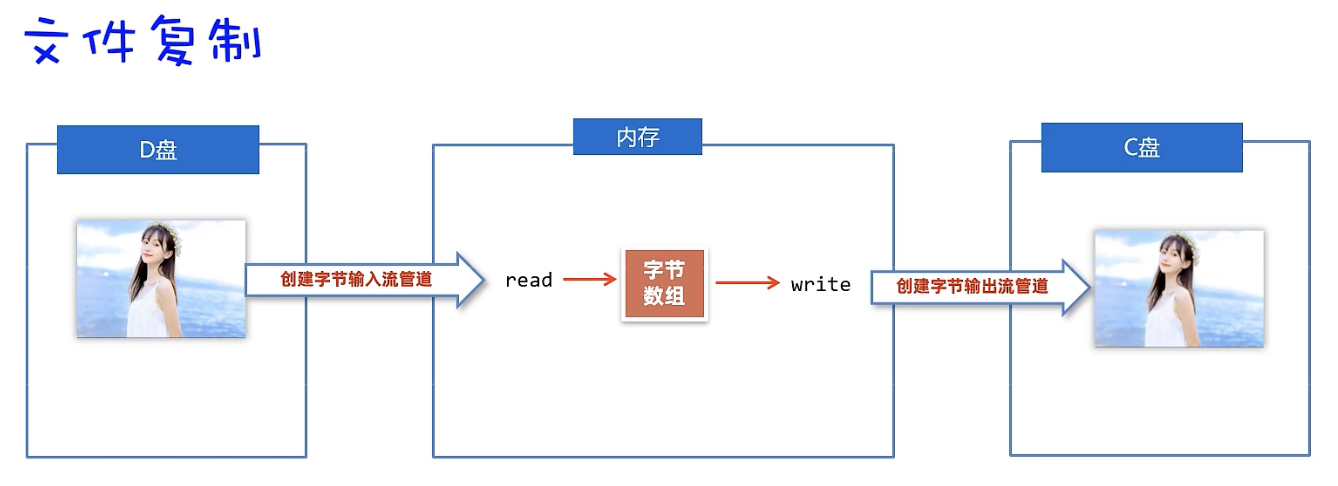 文件复制
D盘
内存
C盘
创建字节输入流管道
read
字节
数组
write
创建字节输出流管道